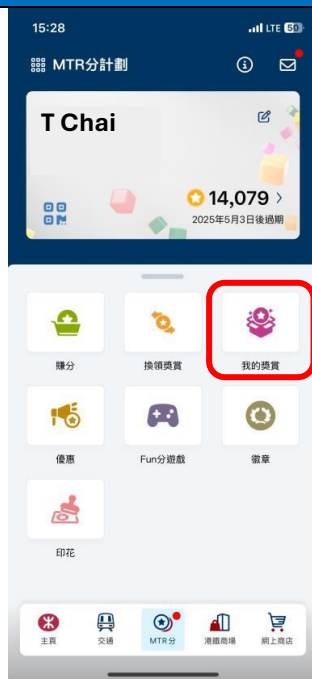 15:28
LTE 50
MTR分計劃
T Chai
14,079
2025年5月3日後過期
賺分
換領獎賞
我的獎賞
優惠
Fun分遊戲
徽章
印花
主頁
交通
MTR分
港鐵商場
網上商店